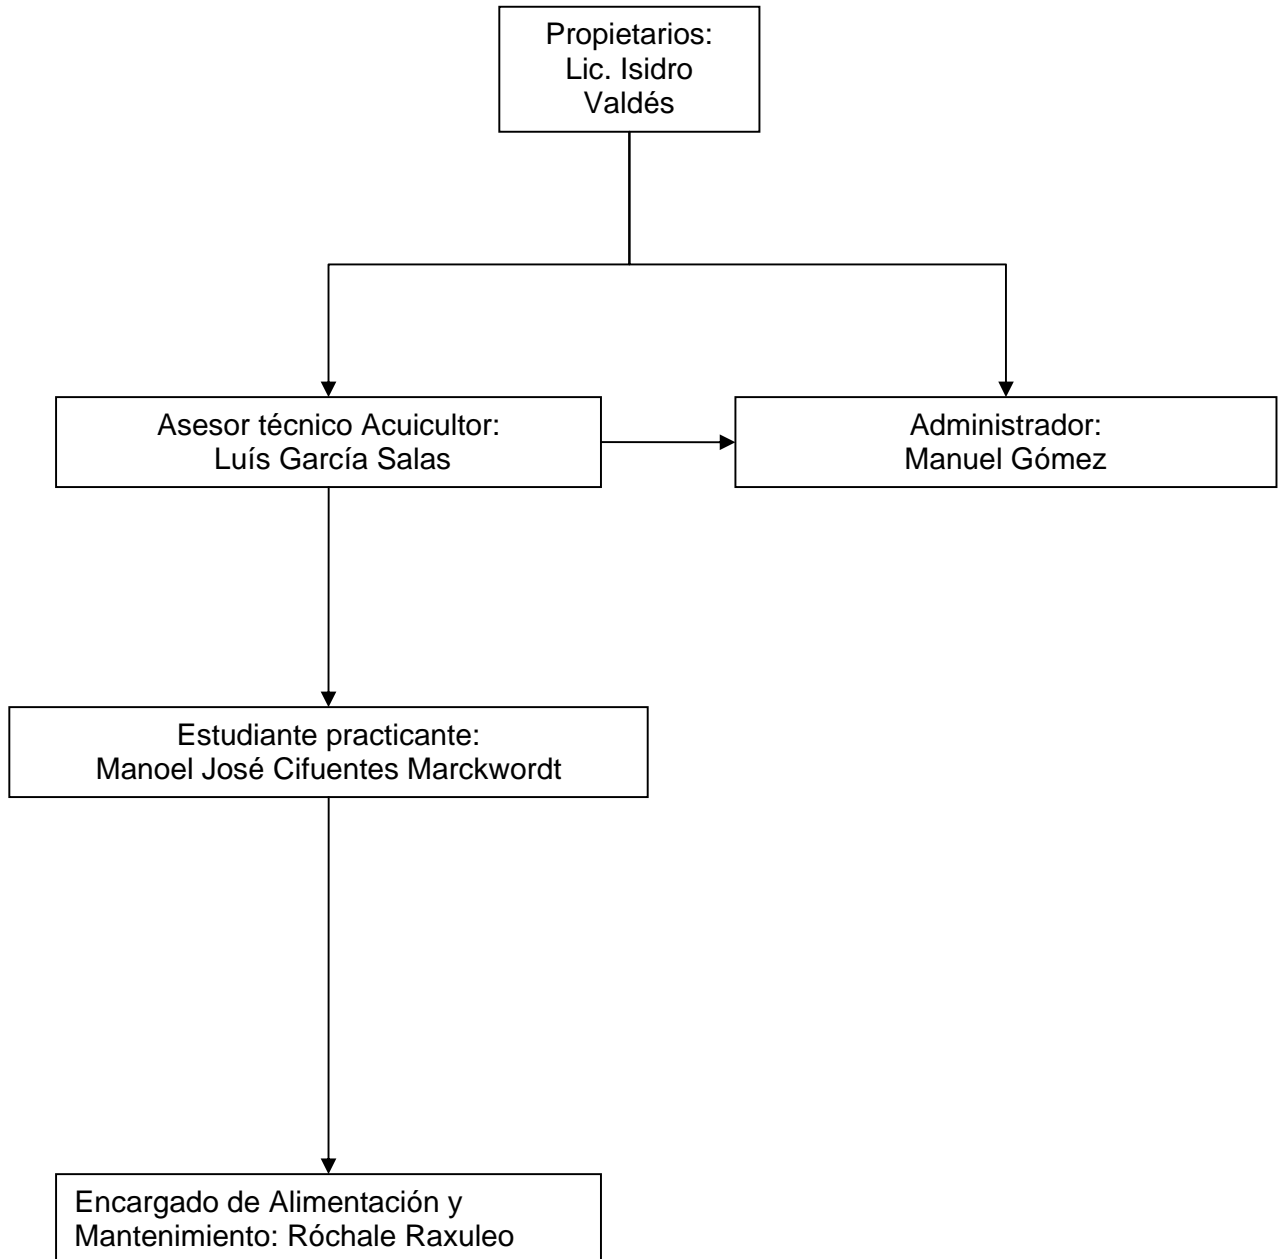 Propietarios:
Lic. Isidro
Valdés
Asesor técnico Acuicultor:
Luís García Salas
Administrador:
Manuel Gómez
Estudiante practicante:
Manoel José Cifuentes Marckwordt
Encargado de Alimentación y
Mantenimiento: Róchale Raxuleo